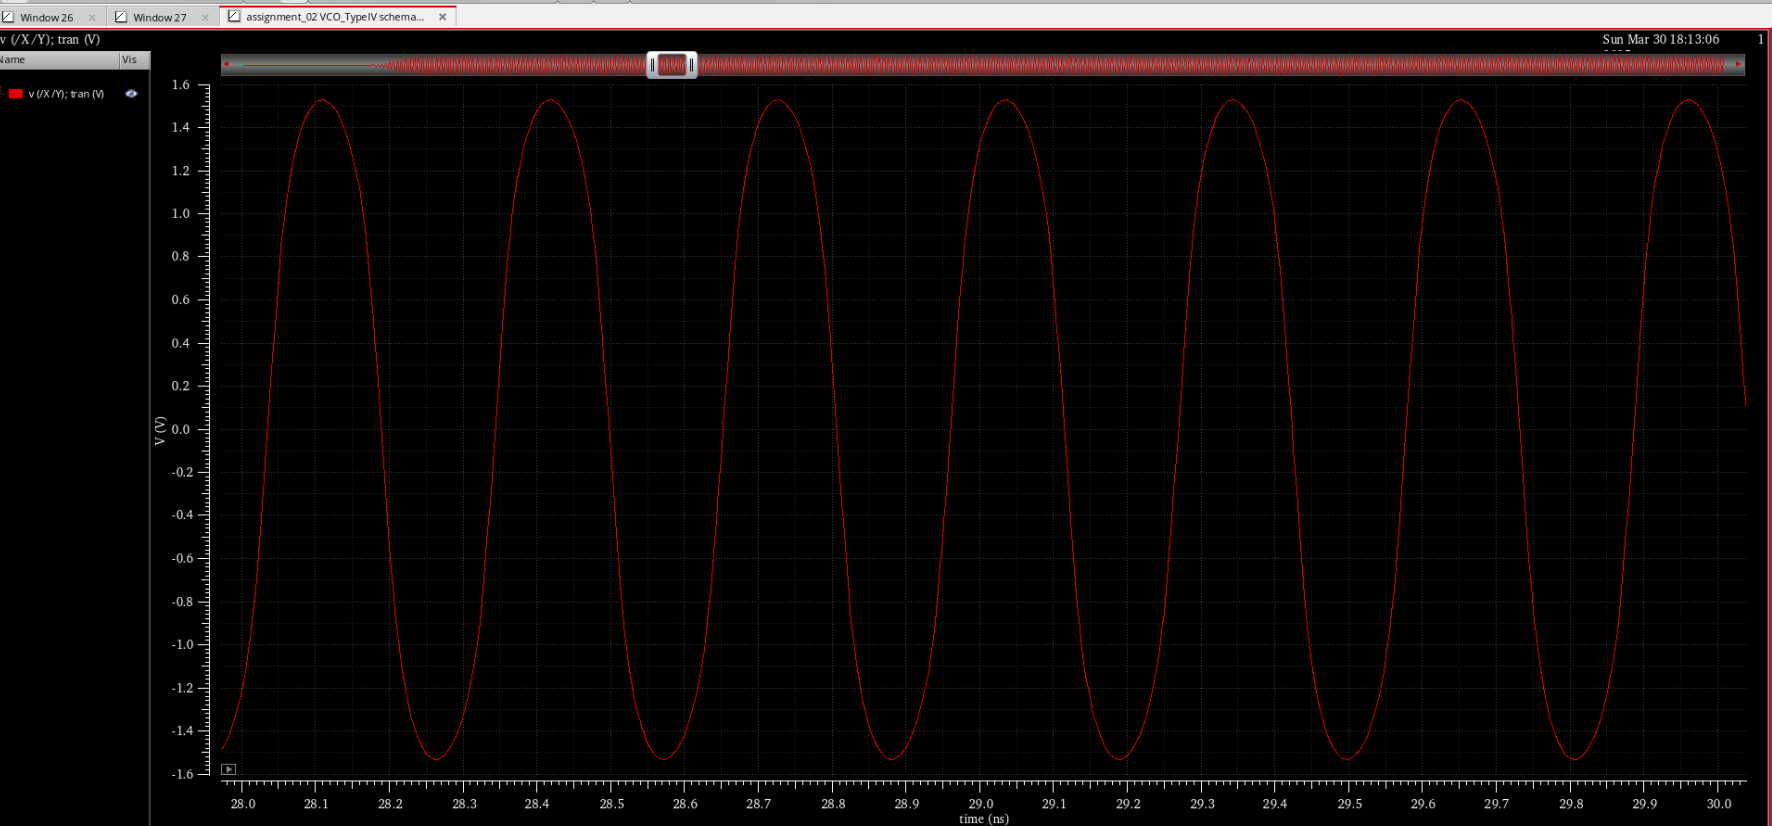 Window 26
Window 27
assignment_02 VCO_TypeIV schema...
v (/X/Y); tran (V)
Sun Mar 30 18:13:06
1
Name
Vis
v (/X/Y); tran (V)
1.6
1.4
1.2
1.0
0.8
0.6
0.4
0.2
0.0
-0.2
-0.4
-0.6
-0.8
-1.0
-1.2
-1.4
-1.6
V (V)
28.0 28.1 28.2 28.3 28.4 28.5 28.6 28.7 28.8 28.9 29.0 29.1 29.2 29.3 29.4 29.5 29.6 29.7 29.8 29.9 30.0
time (ns)